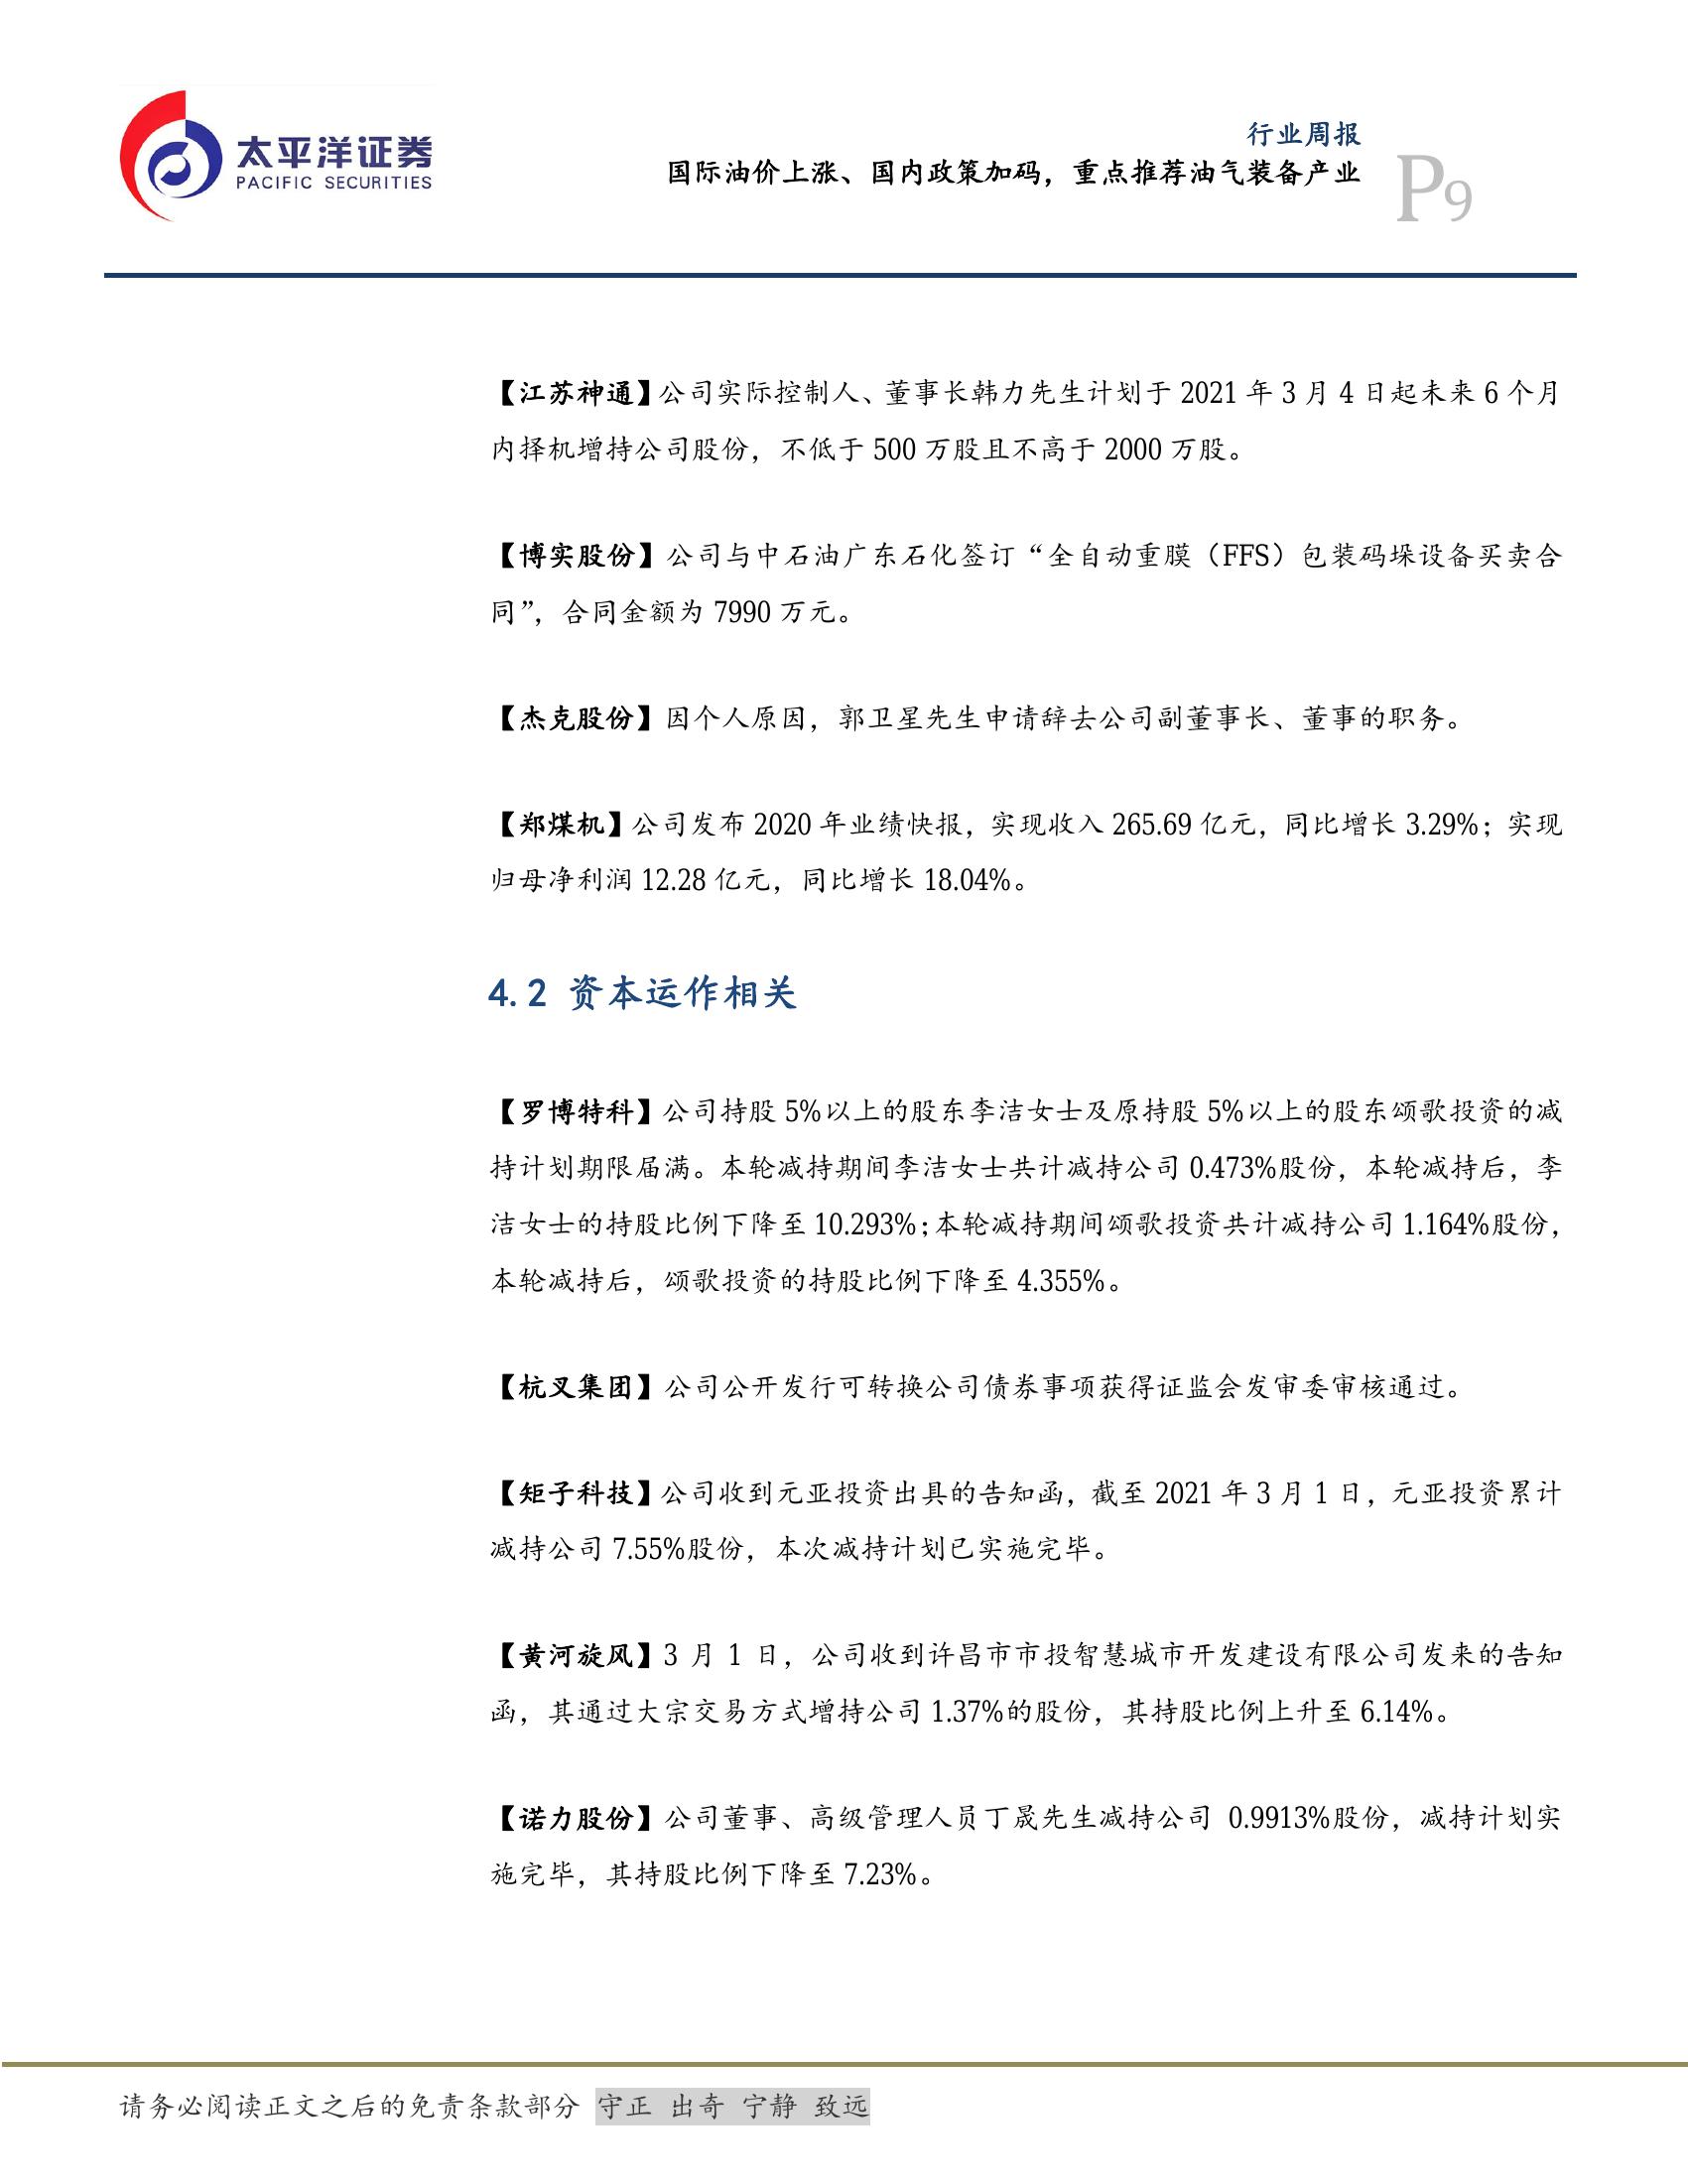 太平洋证券
PACIFIC SECURITIES
行业周报
国际油价上涨、国内政策加码，重点推荐油气装备产业
P9
【江苏神通】公司实际控制人、董事长韩力先生计划于 2021 年 3 月 4 日起未来 6 个月
内择机增持公司股份，不低于 500 万股且不高于 2000 万股。
【博实股份】公司与中石油广东石化签订“全自动重膜（FFS）包装码垛设备买卖合
同”，合同金额为 7990 万元。
【杰克股份】因个人原因，郭卫星先生申请辞去公司副董事长、董事的职务。
【郑煤机】公司发布 2020 年业绩快报，实现收入 265.69 亿元，同比增长 3.29%；实现
归母净利润 12.28 亿元，同比增长 18.04%。
4.2 资本运作相关
【罗博特科】公司持股 5%以上的股东李洁女士及原持股 5%以上的股东颂歌投资的减
持计划期限届满。本轮减持期间李洁女士共计减持公司 0.473%股份，本轮减持后，李
洁女士的持股比例下降至 10.293%；本轮减持期间颂歌投资共计减持公司 1.164%股份，
本轮减持后，颂歌投资的持股比例下降至 4.355%。
【杭叉集团】公司公开发行可转换公司债券事项获得证监会发审委审核通过。
【矩子科技】公司收到元亚投资出具的告知函，截至 2021 年 3 月 1 日，元亚投资累计
减持公司 7.55%股份，本次减持计划已实施完毕。
【黄河旋风】3 月 1 日，公司收到许昌市市投智慧城市开发建设有限公司发来的告知
函，其通过大宗交易方式增持公司 1.37%的股份，其持股比例上升至 6.14%。
【诺力股份】公司董事、高级管理人员丁晟先生减持公司 0.9913%股份，减持计划实
施完毕，其持股比例下降至 7.23%。
请务必阅读正文之后的免责条款部分 守正 出奇 宁静 致远